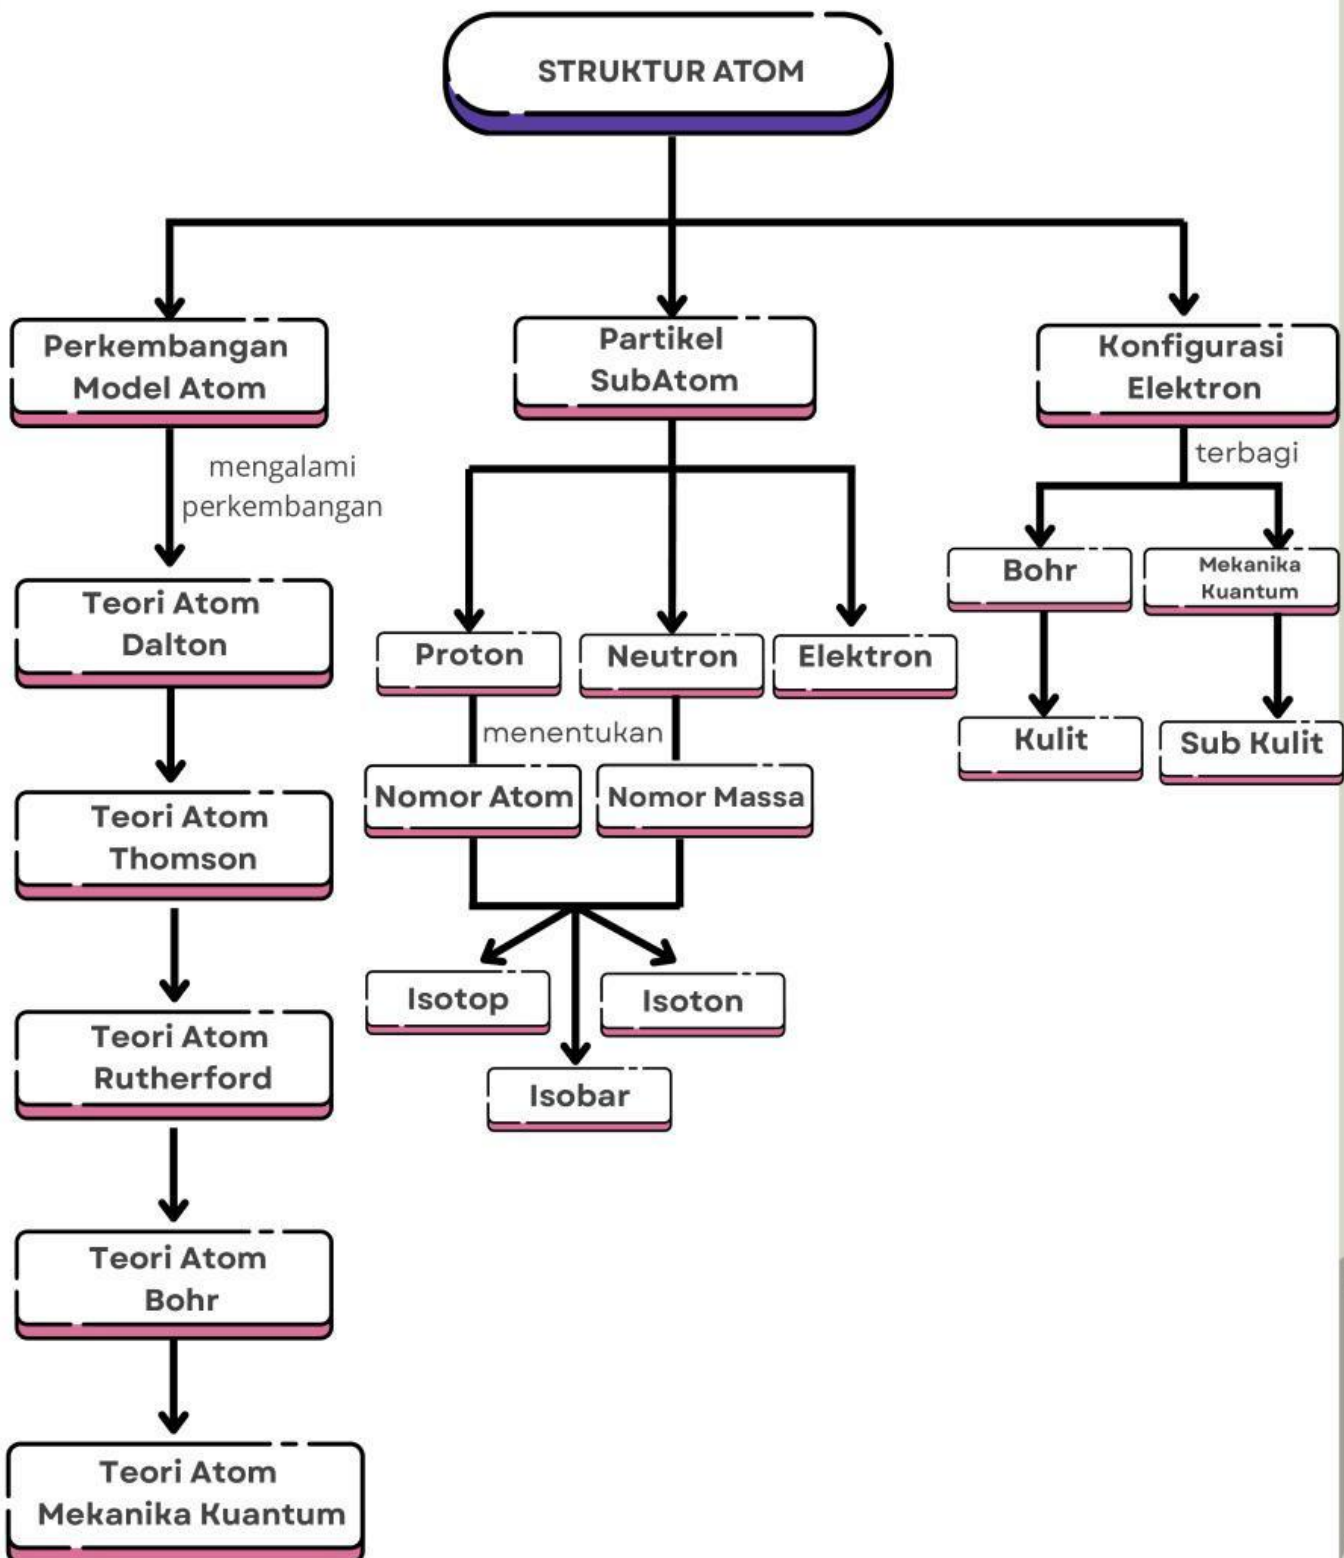 STRUKTUR ATOM
Perkembangan
Model Atom
mengalami
perkembangan
Teori Atom
Dalton
Teori Atom
Thomson
Teori Atom
Rutherford
Teori Atom
Bohr
Teori Atom
Mekanika Kuantum
Partikel
SubAtom
Proton
Neutron
Elektron
menentukan
Nomor Atom
Nomor Massa
Isotop
Isoton
Isobar
Konfigurasi
Elektron
terbagi
Bohr
Mekanika
Kuantum
Kulit
Sub Kulit